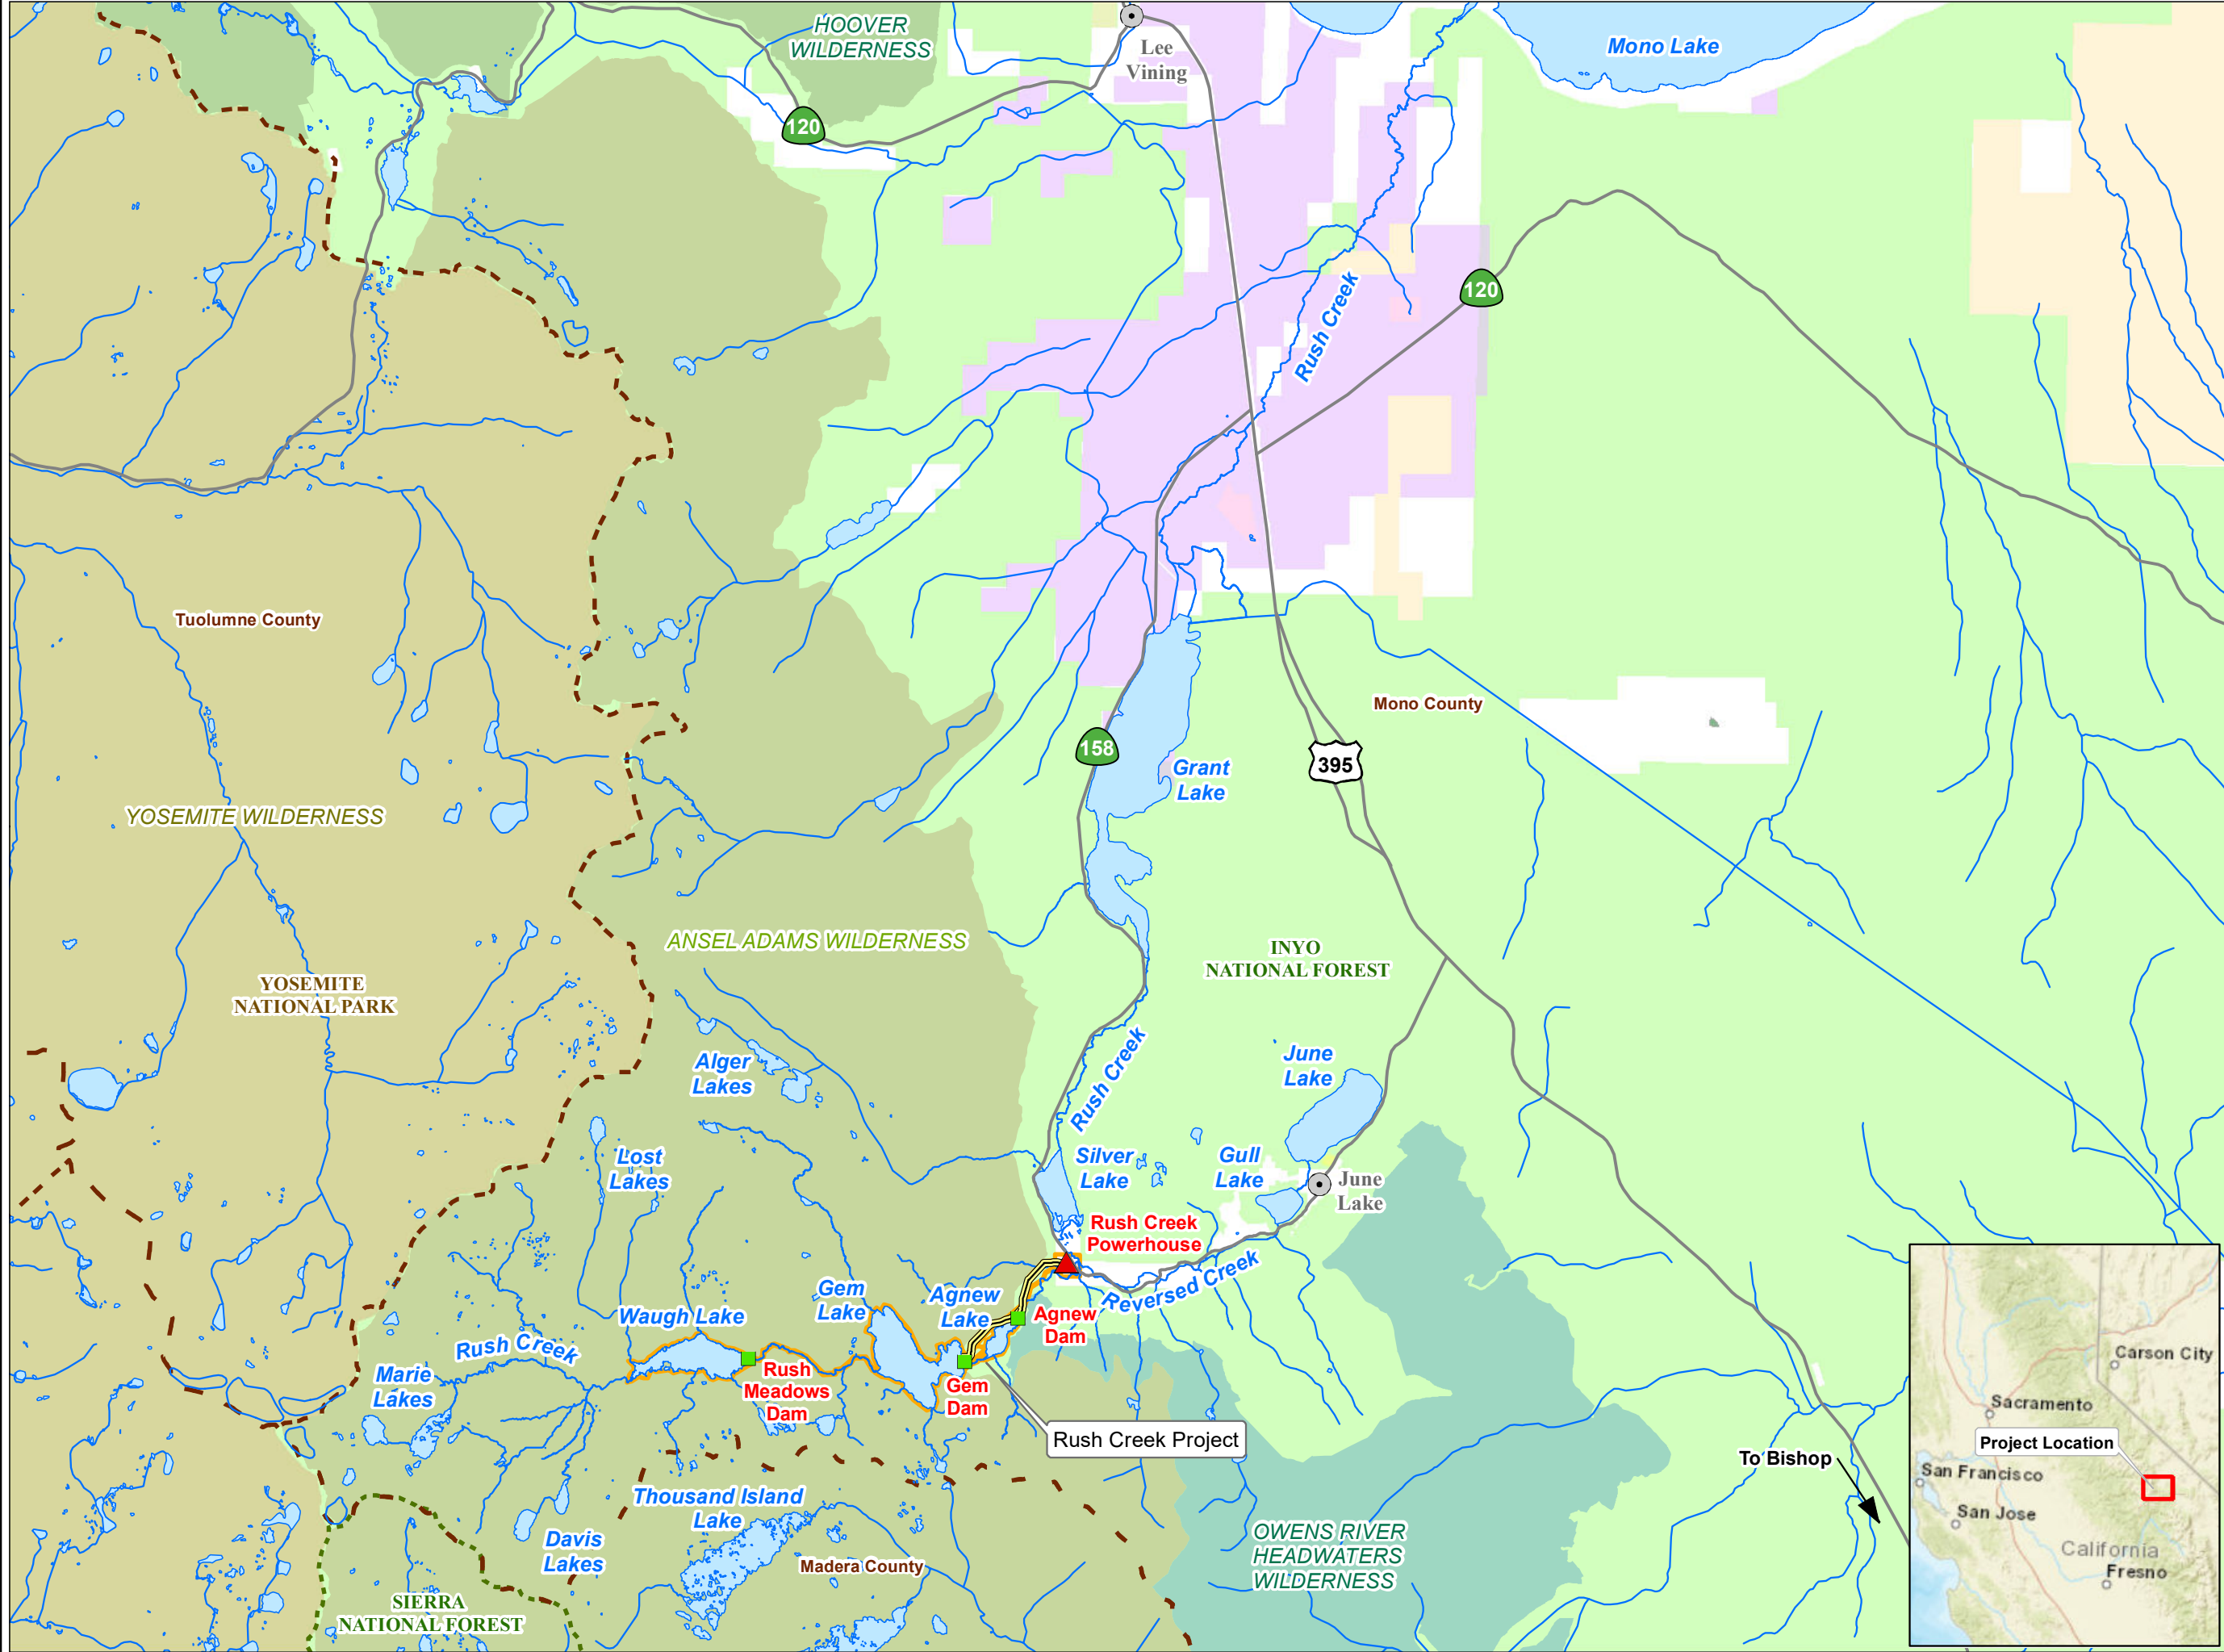 HOOVER
WILDERNESS
Lee
Vining
Mono Lake
120
Rush Creek
120
Tuolumne County
Mono County
158
395
Grant
Lake
YOSEMITE WILDERNESS
ANSEL ADAMS WILDERNESS
INYO
NATIONAL FOREST
YOSEMITE
NATIONAL PARK
Rush Creek
Alger
Lakes
June
Lake
Lost
Lakes
Silver
Lake
Gull
Lake
June
Lake
Rush Creek
Powerhouse
Reversed Creek
Gem
Lake
Agnew
Lake
Agnew
Dam
Waugh Lake
Rush Creek
Marie
Lakes
Rush
Meadows
Dam
Gem
Dam
Rush Creek Project
Thousand Island
Lake
Davis
Lakes
Madera County
OWENS RIVER
HEADWATERS
WILDERNESS
SIERRA
NATIONAL FOREST
To Bishop
Carson City
Sacramento
Project Location
San Francisco
San Jose
California
Fresno